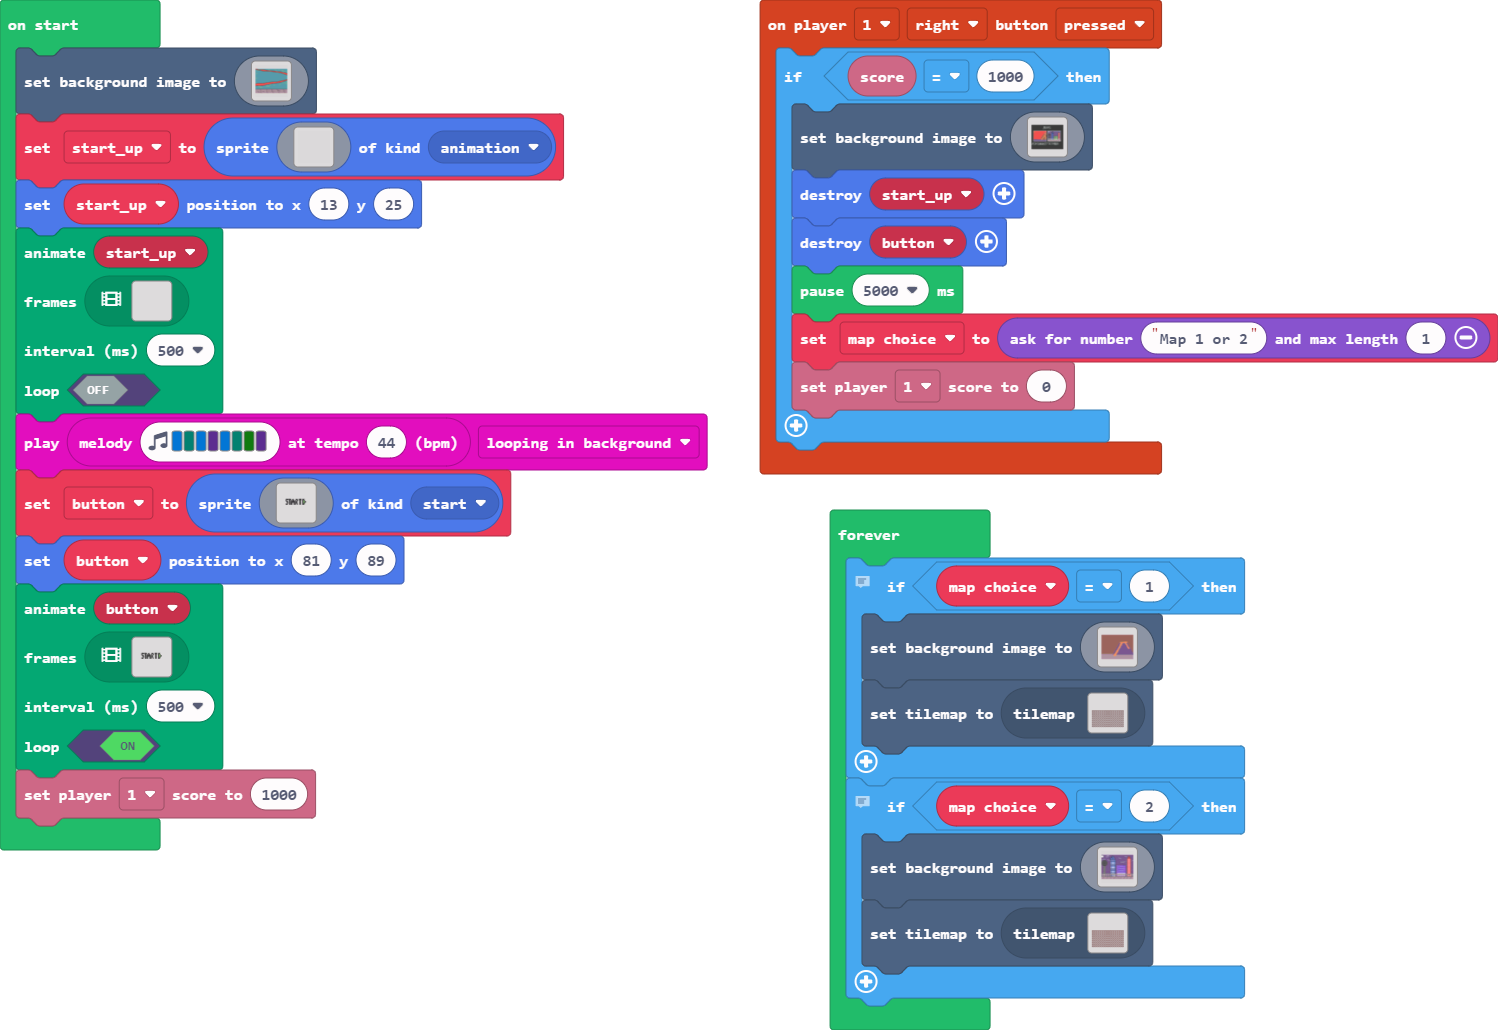 on start
set background image to
set start_up to sprite of kind animation
set start_up position to x 13 y 25
animate start_up
frames
interval (ms) 500
loop OFF
play melody at tempo 44 (bpm) looping in background
set button to sprite START of kind start
set button position to x 81 y 89
animate button
frames START
interval (ms) 500
loop ON
set player 1 score to 1000
on player 1 right button pressed
if score = 1000 then
set background image to
destroy start_up
destroy button
pause 5000 ms
set map choice to ask for number "Map 1 or 2" and max length 1
set player 1 score to 0
forever
if map choice = 1 then
set background image to
set tilemap to tilemap
if map choice = 2 then
set background image to
set tilemap to tilemap